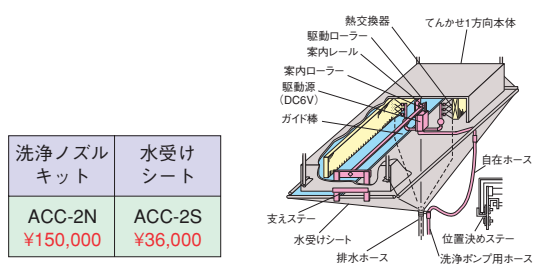 洗浄ノズル
キット
水受け
シート
ACC-2N
¥150,000
ACC-2S
¥36,000
熱交換器
てんかせ1方向本体
駆動ローラー
案内レール
案内ローラー
駆動源
(DC6V)
ガイド棒
自在ホース
支えステー
水受けシート
位置決めステー
排水ホース
洗浄ポンプ用ホース